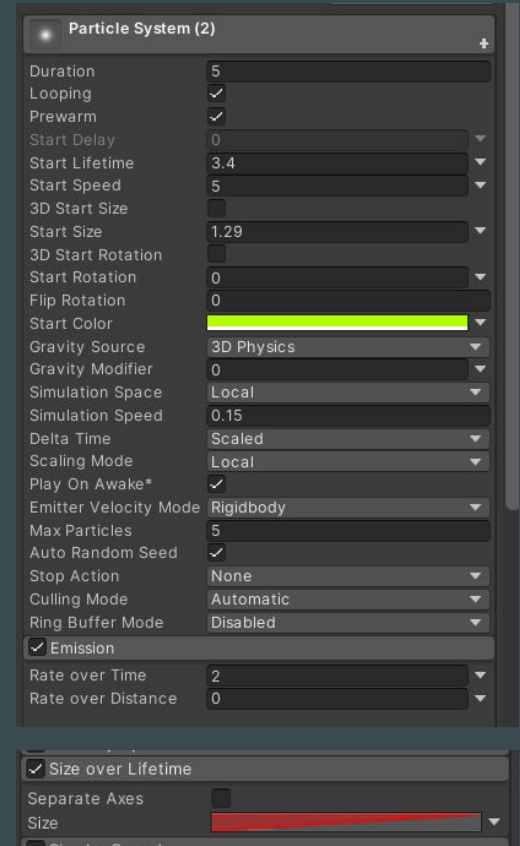 Particle System (2)
Duration 5
Looping
Prewarm
Start Delay 0
Start Lifetime 3.4
Start Speed 5
3D Start Size
Start Size 1.29
3D Start Rotation
Start Rotation 0
Flip Rotation 0
Start Color
Gravity Source 3D Physics
Gravity Modifier 0
Simulation Space Local
Simulation Speed 0.15
Delta Time Scaled
Scaling Mode Local
Play On Awake*
Emitter Velocity Mode Rigidbody
Max Particles 5
Auto Random Seed
Stop Action None
Culling Mode Automatic
Ring Buffer Mode Disabled
Emission
Rate over Time 2
Rate over Distance 0
Size over Lifetime
Separate Axes
Size